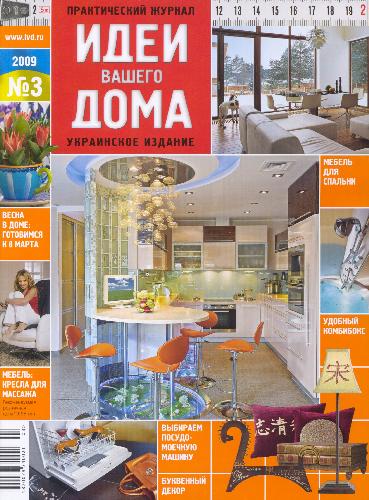 ПРАКТИЧЕСКИЙ ЖУРНАЛ
ИДЕИ
ВАШЕГО
ДОМА
УКРАИНСКОЕ ИЗДАНИЕ
12 13 14 15 16 17 18 19 2
2
www.ivd.ru
2009
№3
ВЕСНА
В ДОМЕ:
ГОТОВИМСЯ
К 8 МАРТА
МЕБЕЛЬ:
КРЕСЛА ДЛЯ
МАССАЖА
МЕБЕЛЬ
ДЛЯ
СПАЛЬНИ
УДОБНЫЙ
КОМБИБОКС
ВЫБИРАЕМ
ПОСУДО-
МОЕЧНУЮ
МАШИНУ
БУКВЕННЫЙ
ДЕКОР